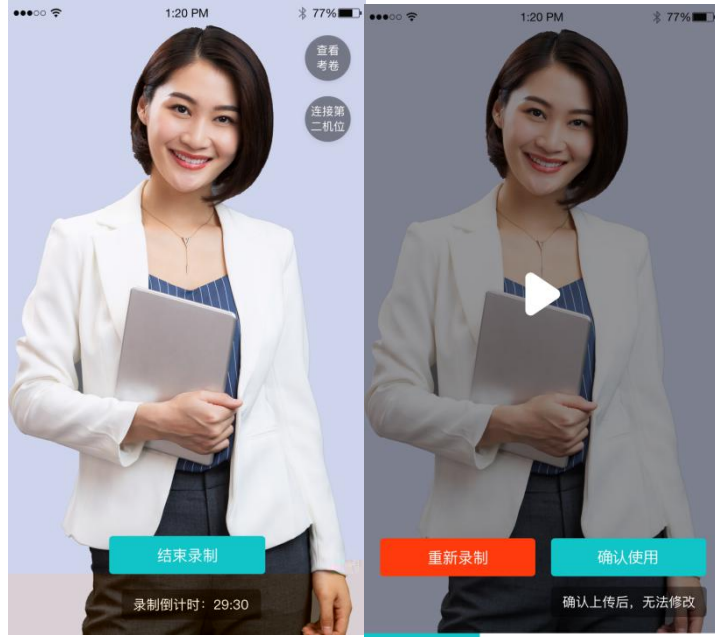 1:20 PM
77%
查看
考卷
连接第
二机位
结束录制
录制倒计时：29:30
1:20 PM
77%
重新录制
确认使用
确认上传后，无法修改